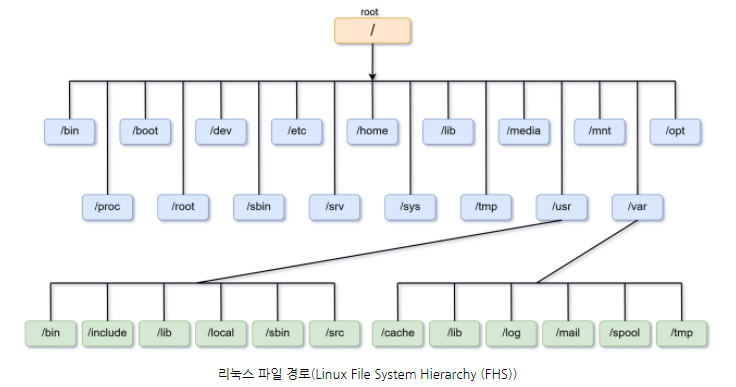 root
/
/bin
/boot
/dev
/etc
/home
/lib
/media
/mnt
/opt
/proc
/root
/sbin
/srv
/sys
/tmp
/usr
/var
/bin
/include
/lib
/local
/sbin
/src
/cache
/lib
/log
/mail
/spool
/tmp
리눅스 파일 경로(Linux File System Hierarchy (FHS))